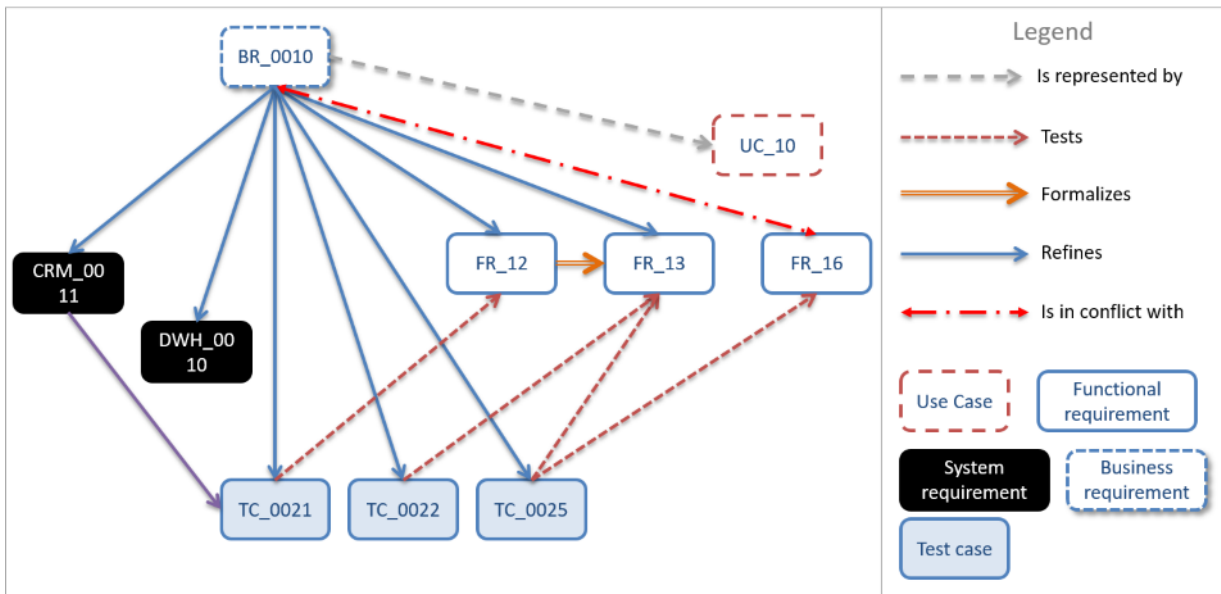 BR_0010
UC_10
CRM_00
11
DWH_00
10
FR_12
FR_13
FR_16
TC_0021
TC_0022
TC_0025
Legend
Is represented by
Tests
Formalizes
Refines
Is in conflict with
Use Case
Functional
requirement
System
requirement
Business
requirement
Test case